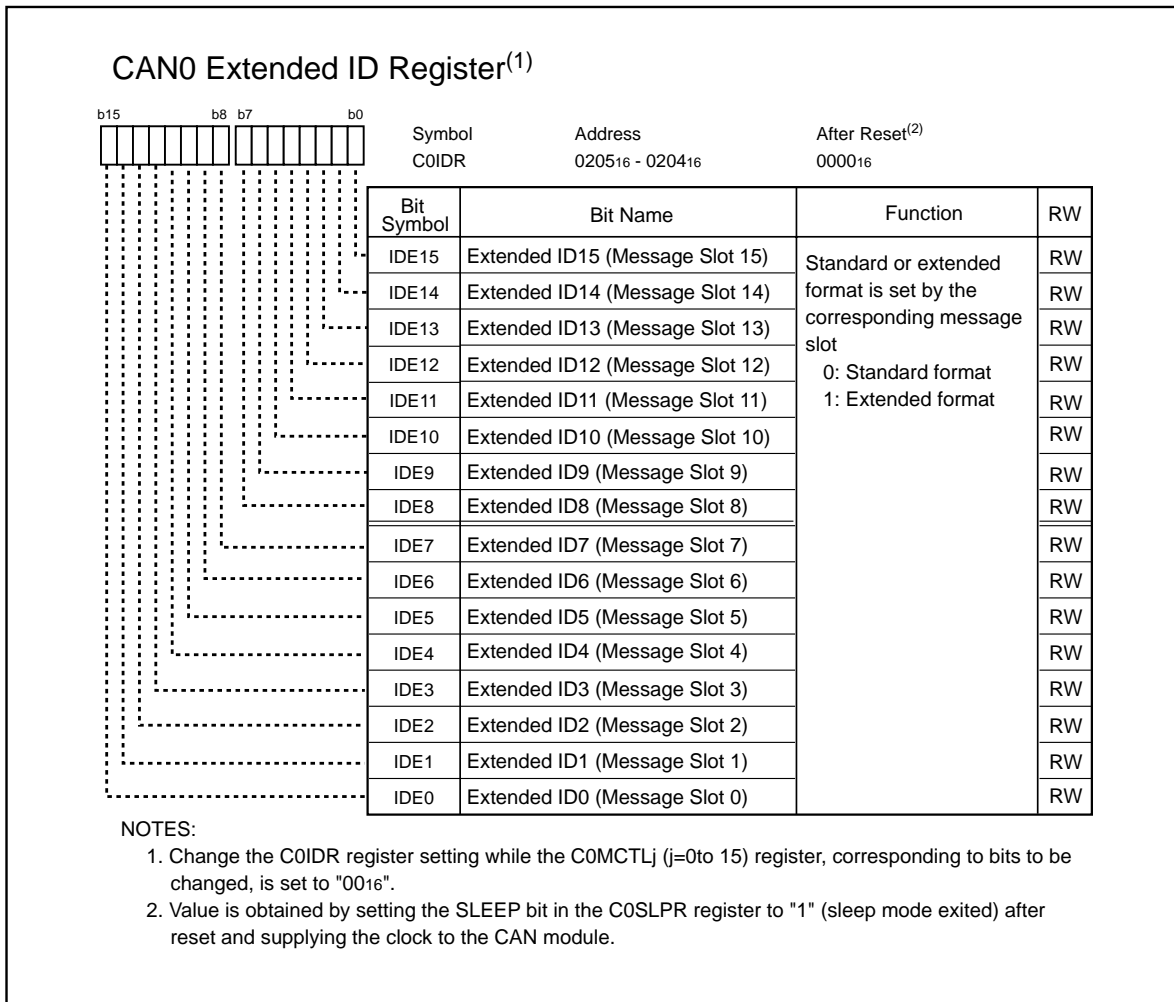 CAN0 Extended ID Register(1)
b15 b8 b7 b0
Symbol Address After Reset(2)
C0IDR 020516 - 020416 000016
Bit Symbol Bit Name Function RW
IDE15 Extended ID15 (Message Slot 15) RW
IDE14 Extended ID14 (Message Slot 14) RW
IDE13 Extended ID13 (Message Slot 13) RW
IDE12 Extended ID12 (Message Slot 12) RW
IDE11 Extended ID11 (Message Slot 11) RW
IDE10 Extended ID10 (Message Slot 10) RW
IDE9 Extended ID9 (Message Slot 9) RW
IDE8 Extended ID8 (Message Slot 8) RW
IDE7 Extended ID7 (Message Slot 7) RW
IDE6 Extended ID6 (Message Slot 6) RW
IDE5 Extended ID5 (Message Slot 5) RW
IDE4 Extended ID4 (Message Slot 4) RW
IDE3 Extended ID3 (Message Slot 3) RW
IDE2 Extended ID2 (Message Slot 2) RW
IDE1 Extended ID1 (Message Slot 1) RW
IDE0 Extended ID0 (Message Slot 0) RW
Standard or extended
format is set by the
corresponding message
slot
0: Standard format
1: Extended format
NOTES:
1. Change the C0IDR register setting while the C0MCTLj (j=0to 15) register, corresponding to bits to be
changed, is set to "0016".
2. Value is obtained by setting the SLEEP bit in the C0SLPR register to "1" (sleep mode exited) after
reset and supplying the clock to the CAN module.